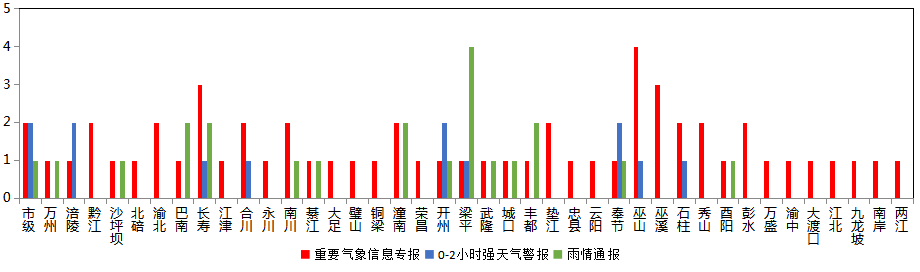 5
4
3
2
1
0
市级
万州
涪陵
黔江
沙坪坝
北碚
渝北
巴南
长寿
江津
合川
永川
南川
綦江
大足
璧山
铜梁
潼南
荣昌
开州
梁平
武隆
城口
丰都
垫江
忠县
云阳
奉节
巫山
巫溪
石柱
秀山
酉阳
彭水
万盛
渝中
大渡口
江北
九龙坡
南岸
两江
重要气象信息专报 0-2小时强天气警报 雨情通报